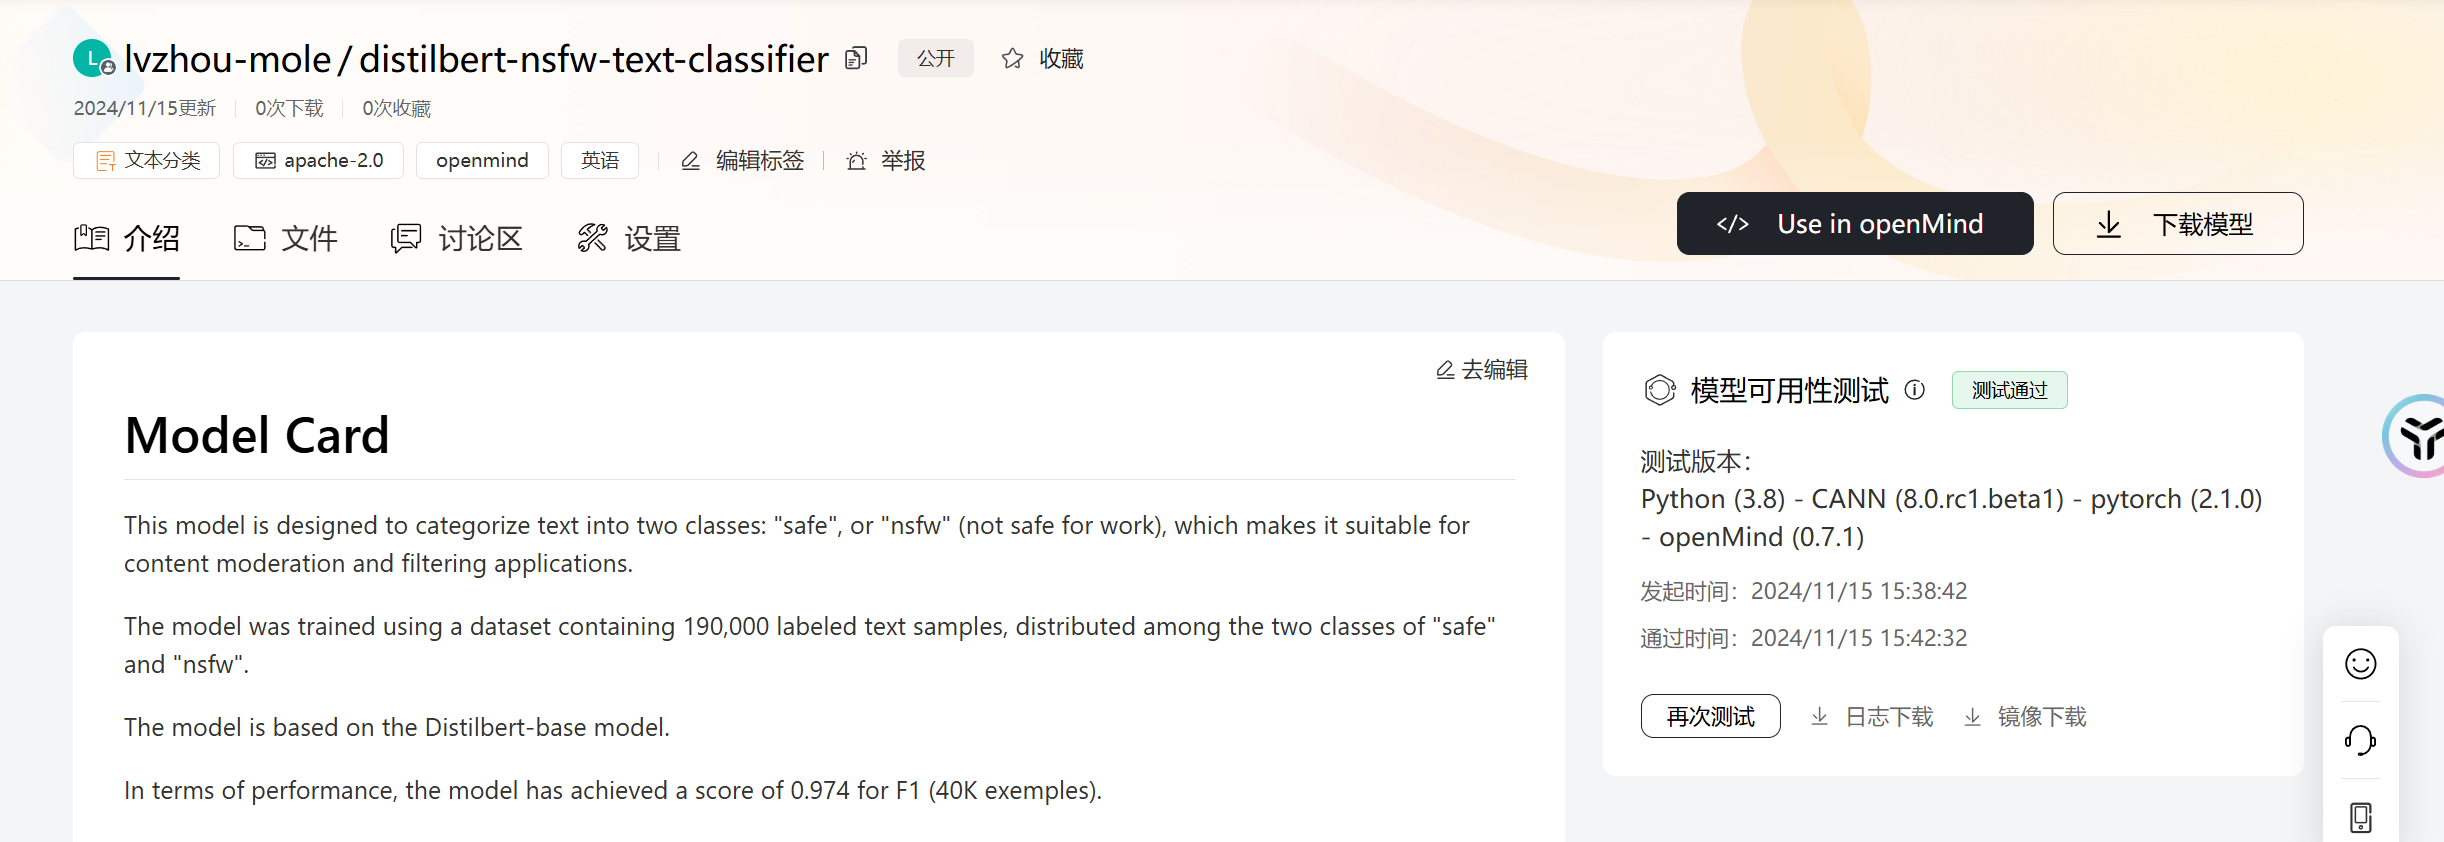 L lvzhou-mole / distilbert-nsfw-text-classifier 公开 收藏
2024/11/15更新 0次下载 0次收藏
文本分类 apache-2.0 openmind 英语 编辑标签 举报
介绍 文件 讨论区 设置
Use in openMind 下载模型
去编辑
Model Card
This model is designed to categorize text into two classes: "safe", or "nsfw" (not safe for work), which makes it suitable for
content moderation and filtering applications.
The model was trained using a dataset containing 190,000 labeled text samples, distributed among the two classes of "safe"
and "nsfw".
The model is based on the Distilbert-base model.
In terms of performance, the model has achieved a score of 0.974 for F1 (40K exemples).
模型可用性测试 测试通过
测试版本：
Python (3.8) - CANN (8.0.rc1.beta1) - pytorch (2.1.0)
- openMind (0.7.1)
发起时间：2024/11/15 15:38:42
通过时间：2024/11/15 15:42:32
再次测试 日志下载 镜像下载